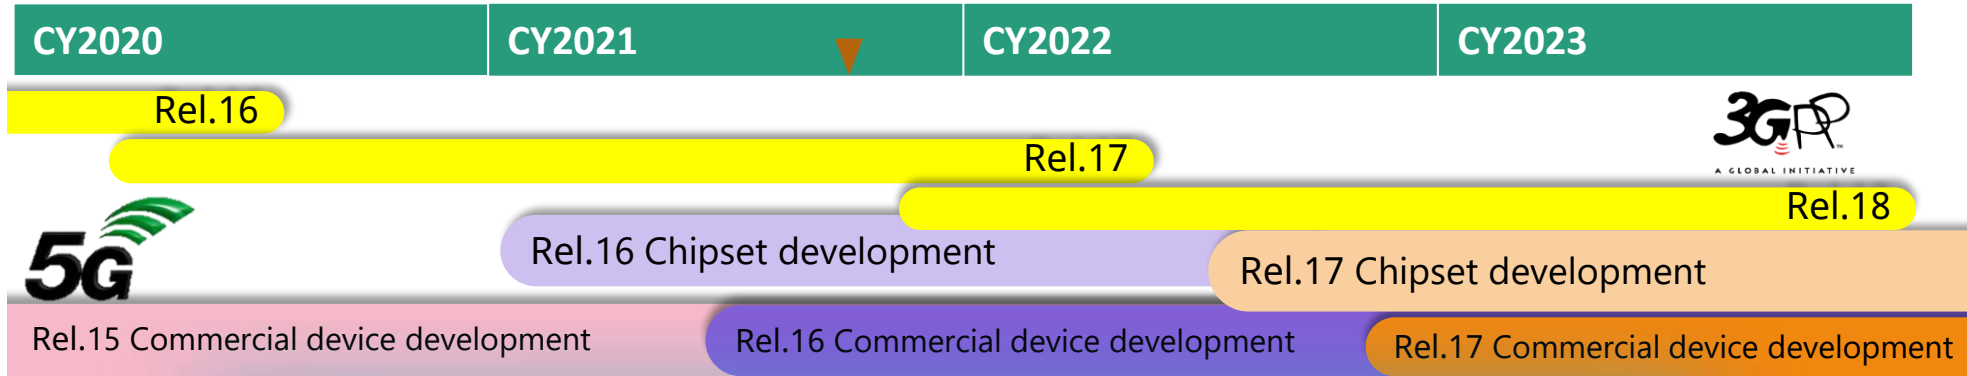 CY2020 CY2021 CY2022 CY2023
Rel.16
3GPP
TM
A GLOBAL INITIATIVE
Rel.17
Rel.18
5G
Rel.16 Chipset development
Rel.17 Chipset development
Rel.15 Commercial device development
Rel.16 Commercial device development
Rel.17 Commercial device development